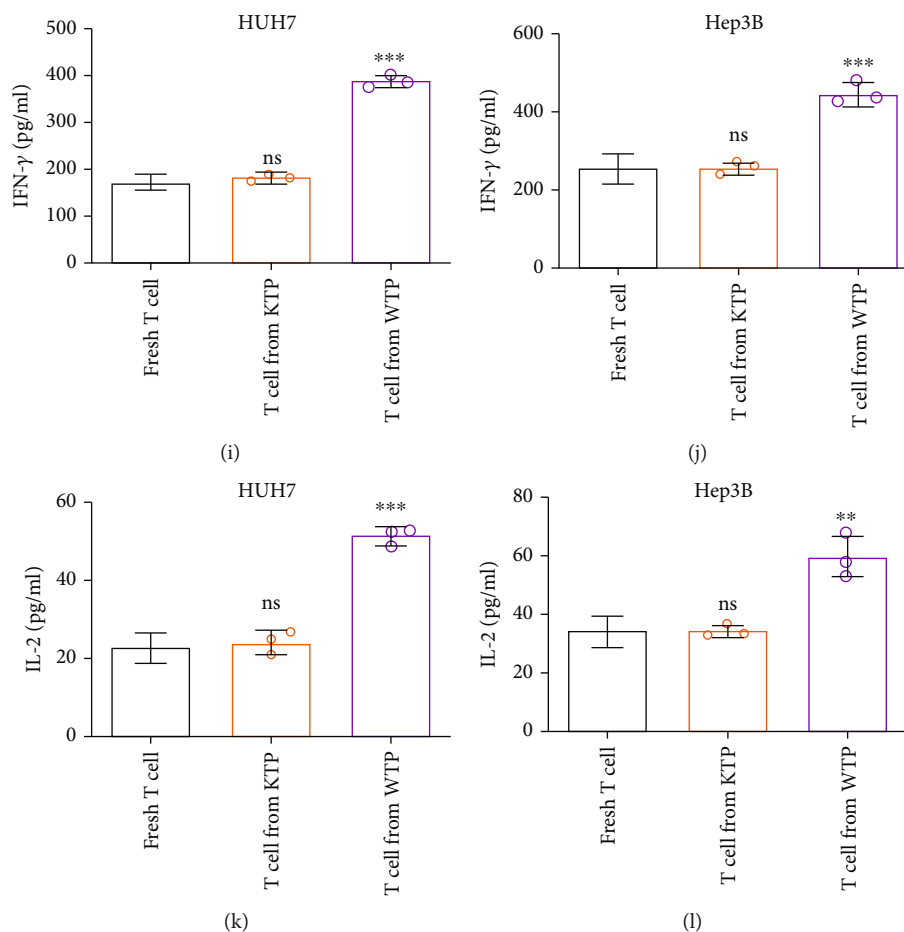 HUH7
500
400
300
200
100
0
IFN-γ (pg/ml)
ns
***
Fresh T cell
T cell from KTP
T cell from WTP
(i)
Hep3B
600
400
200
0
IFN-γ (pg/ml)
ns
***
Fresh T cell
T cell from KTP
T cell from WTP
(j)
HUH7
60
40
20
0
IL-2 (pg/ml)
ns
***
Fresh T cell
T cell from KTP
T cell from WTP
(k)
Hep3B
80
60
40
20
0
IL-2 (pg/ml)
ns
**
Fresh T cell
T cell from KTP
T cell from WTP
(l)